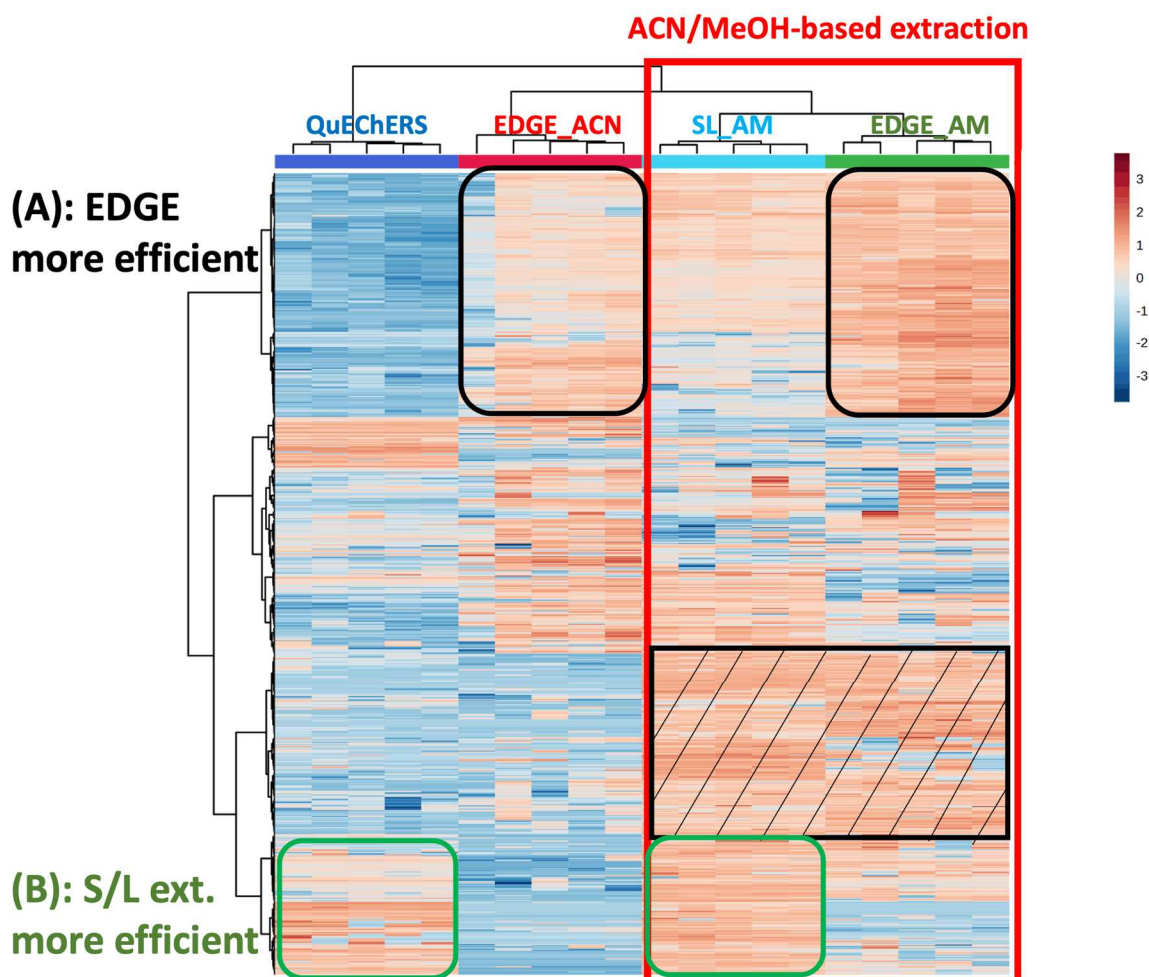 ACN/MeOH-based extraction
QuEChERS
EDGE_ACN
SL_AM
EDGE_AM
(A): EDGE
more efficient
3
2
1
0
-1
-2
-3
(B): S/L ext.
more efficient